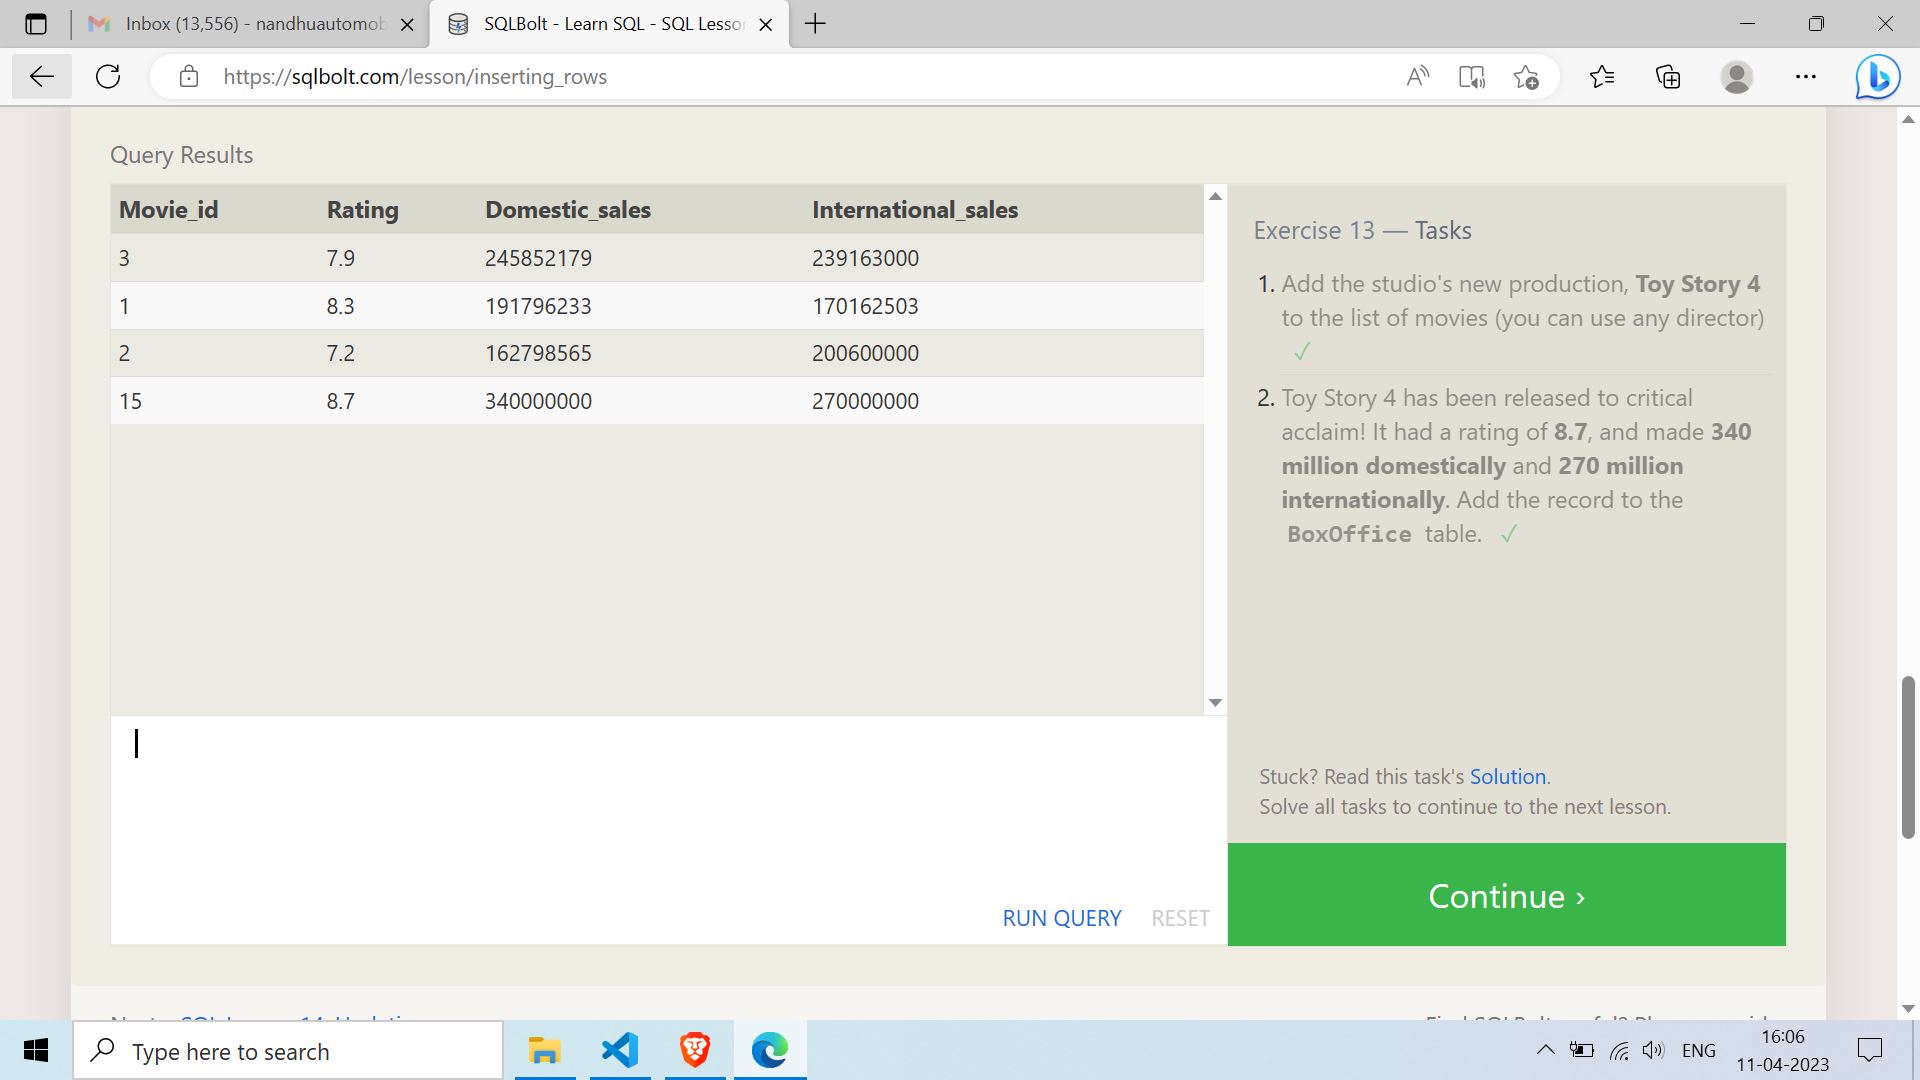 Inbox (13,556) - nandhuautomob
SQLBolt - Learn SQL - SQL Lesson
https://sqlbolt.com/lesson/inserting_rows
Query Results
Movie_id Rating Domestic_sales International_sales
3 7.9 245852179 239163000
1 8.3 191796233 170162503
2 7.2 162798565 200600000
15 8.7 340000000 270000000
Exercise 13 — Tasks
1. Add the studio's new production, Toy Story 4
to the list of movies (you can use any director)
✓
2. Toy Story 4 has been released to critical
acclaim! It had a rating of 8.7, and made 340
million domestically and 270 million
internationally. Add the record to the
BoxOffice table. ✓
Stuck? Read this task's Solution.
Solve all tasks to continue to the next lesson.
RUN QUERY RESET
Continue ›
Type here to search
ENG
16:06
11-04-2023